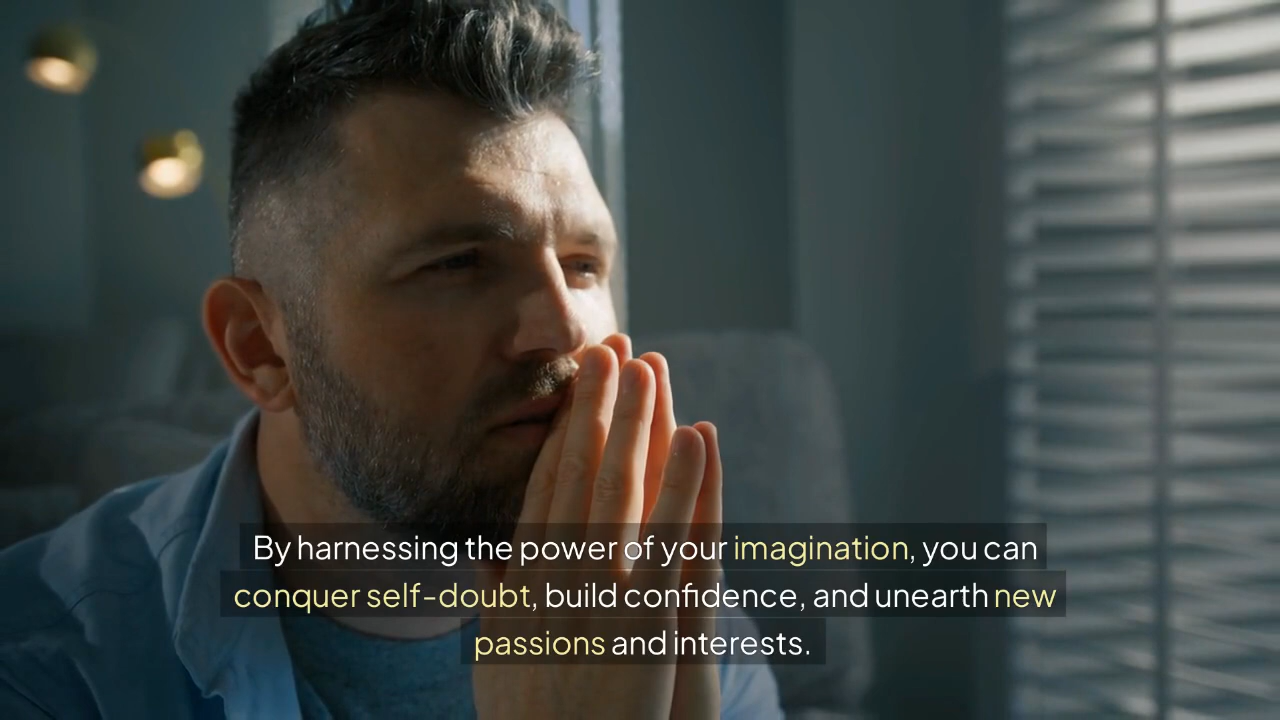 By harnessing the power of your imagination, you can
conquer self-doubt, build confidence, and unearth new
passions and interests.